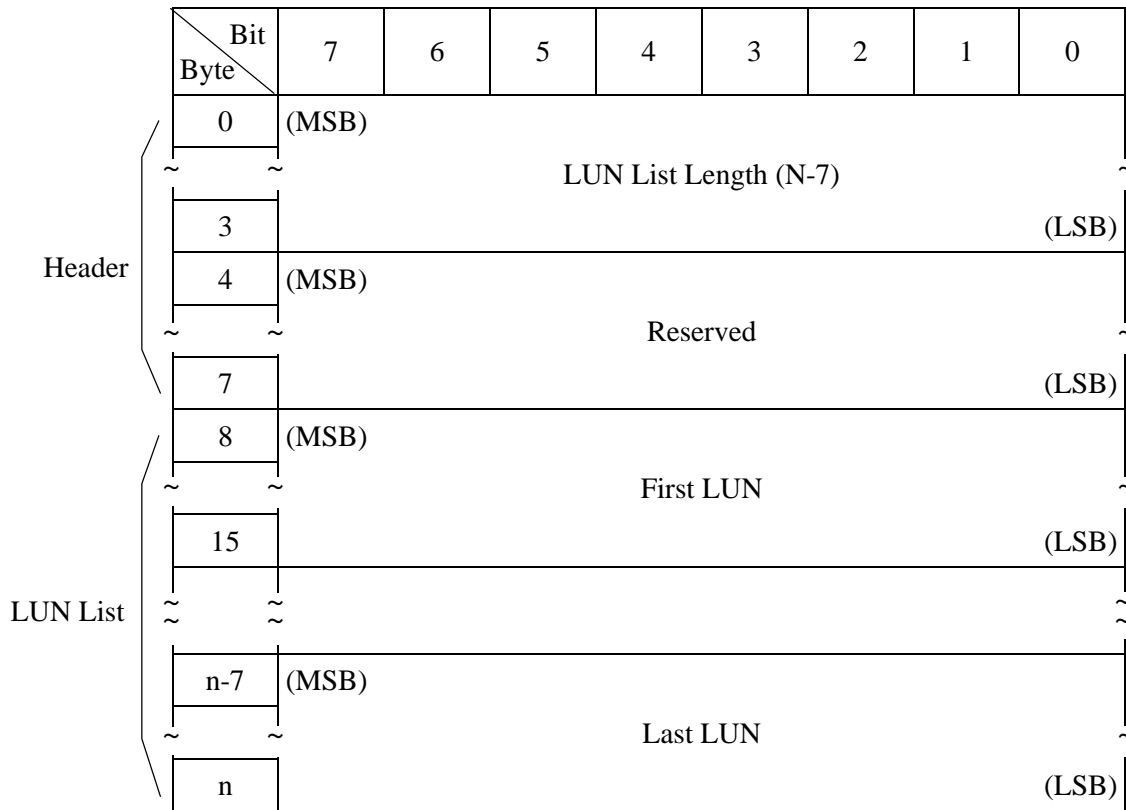 Bit
Byte 7 6 5 4 3 2 1 0
0 (MSB)
~ ~ LUN List Length (N-7) ~
3 (LSB)
Header
4 (MSB)
~ ~ Reserved ~
7 (LSB)
8 (MSB)
~ ~ First LUN ~
15 (LSB)
LUN List
~ ~ ~
~ ~ ~
n-7 (MSB)
~ ~ Last LUN ~
n (LSB)